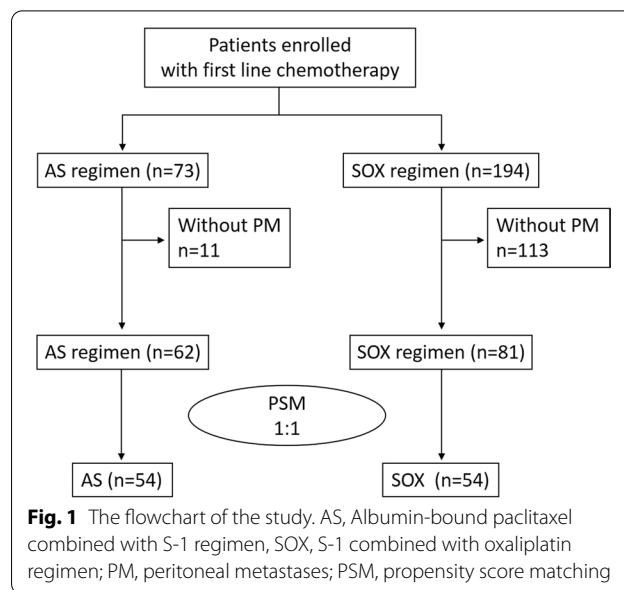 Patients enrolled
with first line chemotherapy
AS regimen (n=73)
SOX regimen (n=194)
Without PM
n=11
Without PM
n=113
AS regimen (n=62)
SOX regimen (n=81)
PSM
1:1
AS (n=54)
SOX (n=54)
Fig. 1 The flowchart of the study. AS, Albumin-bound paclitaxel
combined with S-1 regimen, SOX, S-1 combined with oxaliplatin
regimen; PM, peritoneal metastases; PSM, propensity score matching